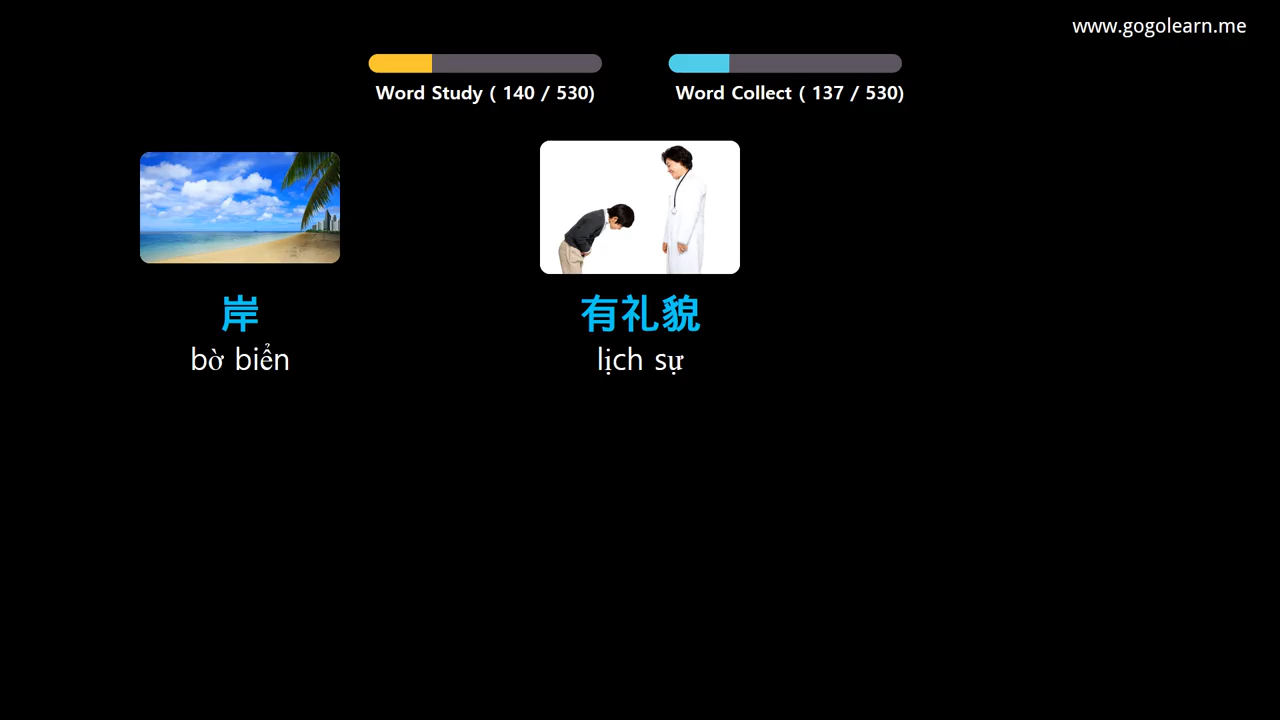 www.gogolearn.me
Word Study ( 140 / 530)
Word Collect ( 137 / 530)
岸
bờ biển
有礼貌
lịch sự